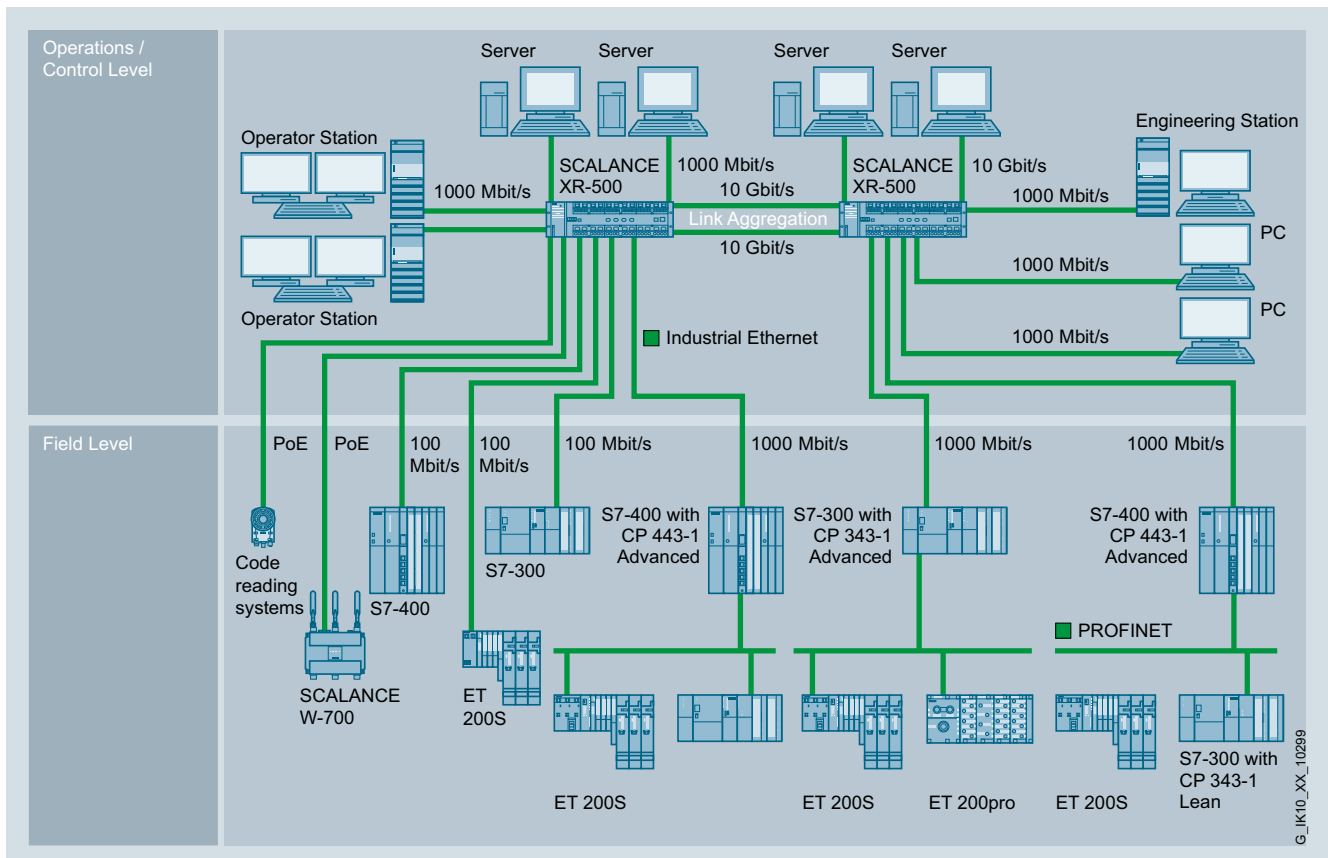 Operations /
Control Level
Server
Server
Server
Server
Operator Station
Engineering Station
SCALANCE
XR-500
1000 Mbit/s
SCALANCE
XR-500
10 Gbit/s
1000 Mbit/s
10 Gbit/s
1000 Mbit/s
Link Aggregation
10 Gbit/s
PC
1000 Mbit/s
Operator Station
PC
Industrial Ethernet
1000 Mbit/s
Field Level
PoE
PoE
100
Mbit/s
100
Mbit/s
100 Mbit/s
1000 Mbit/s
1000 Mbit/s
1000 Mbit/s
S7-400 with
CP 443-1
Advanced
S7-300 with
CP 343-1
Advanced
S7-400 with
CP 443-1
Advanced
Code
reading
systems
S7-300
S7-400
PROFINET
SCALANCE
W-700
ET
200S
S7-300 with
CP 343-1
Lean
ET 200S
ET 200S
ET 200pro
ET 200S
G_IK10_XX_10299